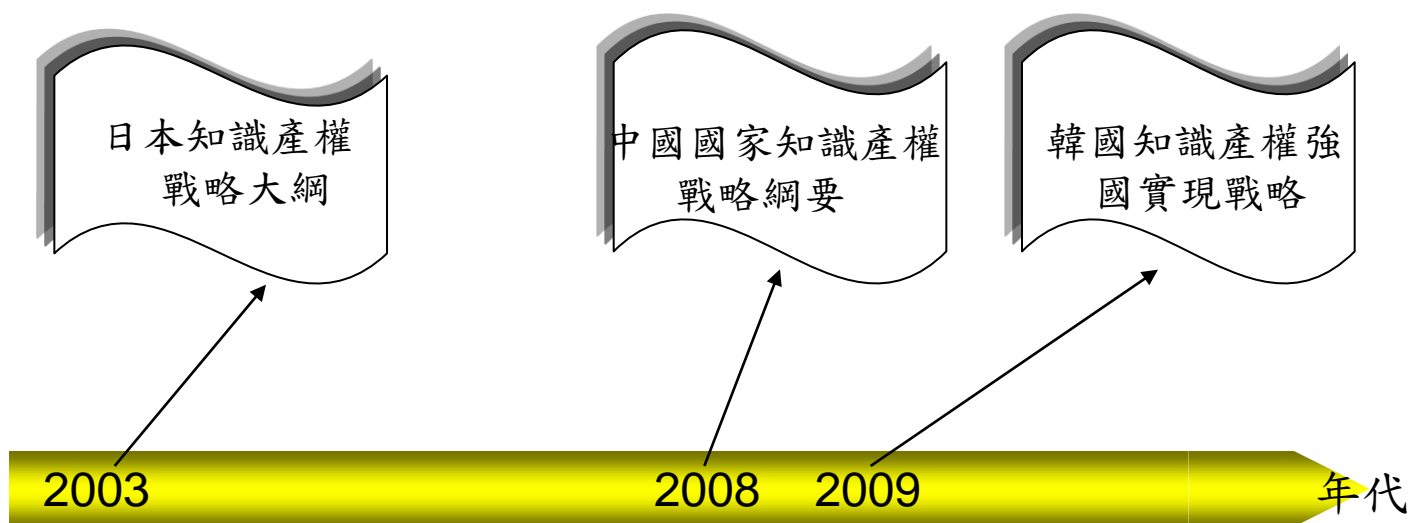 日本知識產權
戰略大綱
中國國家知識產權
戰略綱要
韓國知識產權強
國實現戰略
2003
2008
2009
年代